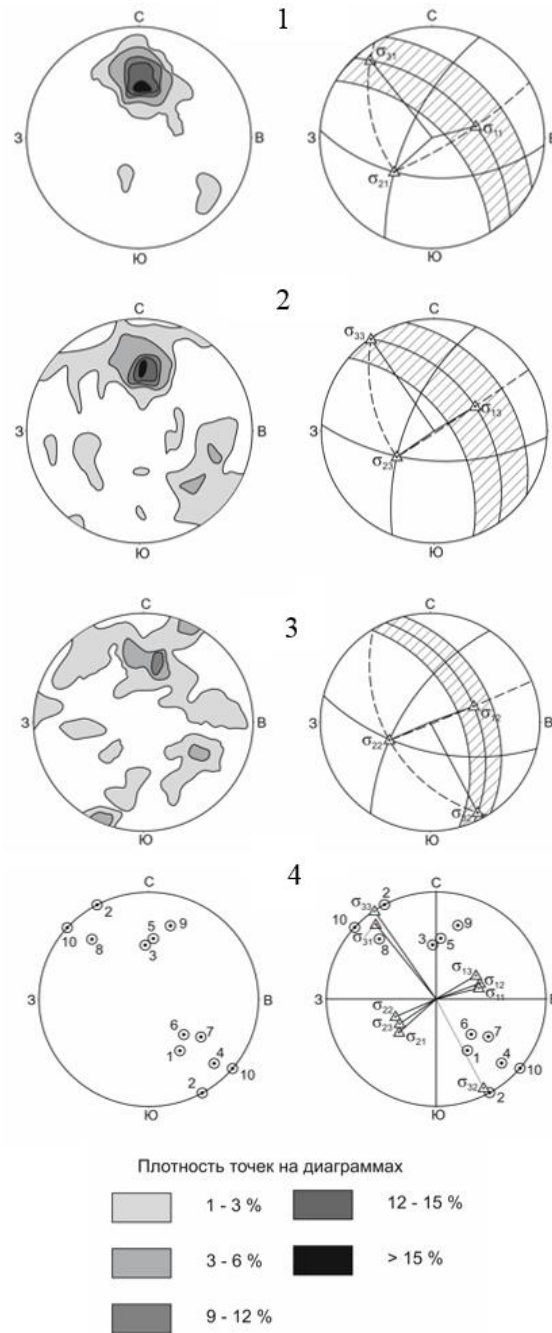 1
С
З
В
Ю
σ31
σ11
σ21
З
В
Ю
2
С
З
В
Ю
С
σ33
σ13
σ23
З
В
Ю
3
С
З
В
Ю
С
σ12
σ22
σ32
З
В
Ю
4
С
2
10
8
5
3
9
З
В
6
7
1
4
10
2
Ю
С
2
σ33
10
σ31
8
3
5
9
σ13
σ12
σ11
З
В
σ22
σ23
σ21
6
7
1
4
10
σ32
2
Ю
Плотность точек на диаграммах
1 - 3 %
12 - 15 %
3 - 6 %
> 15 %
9 - 12 %